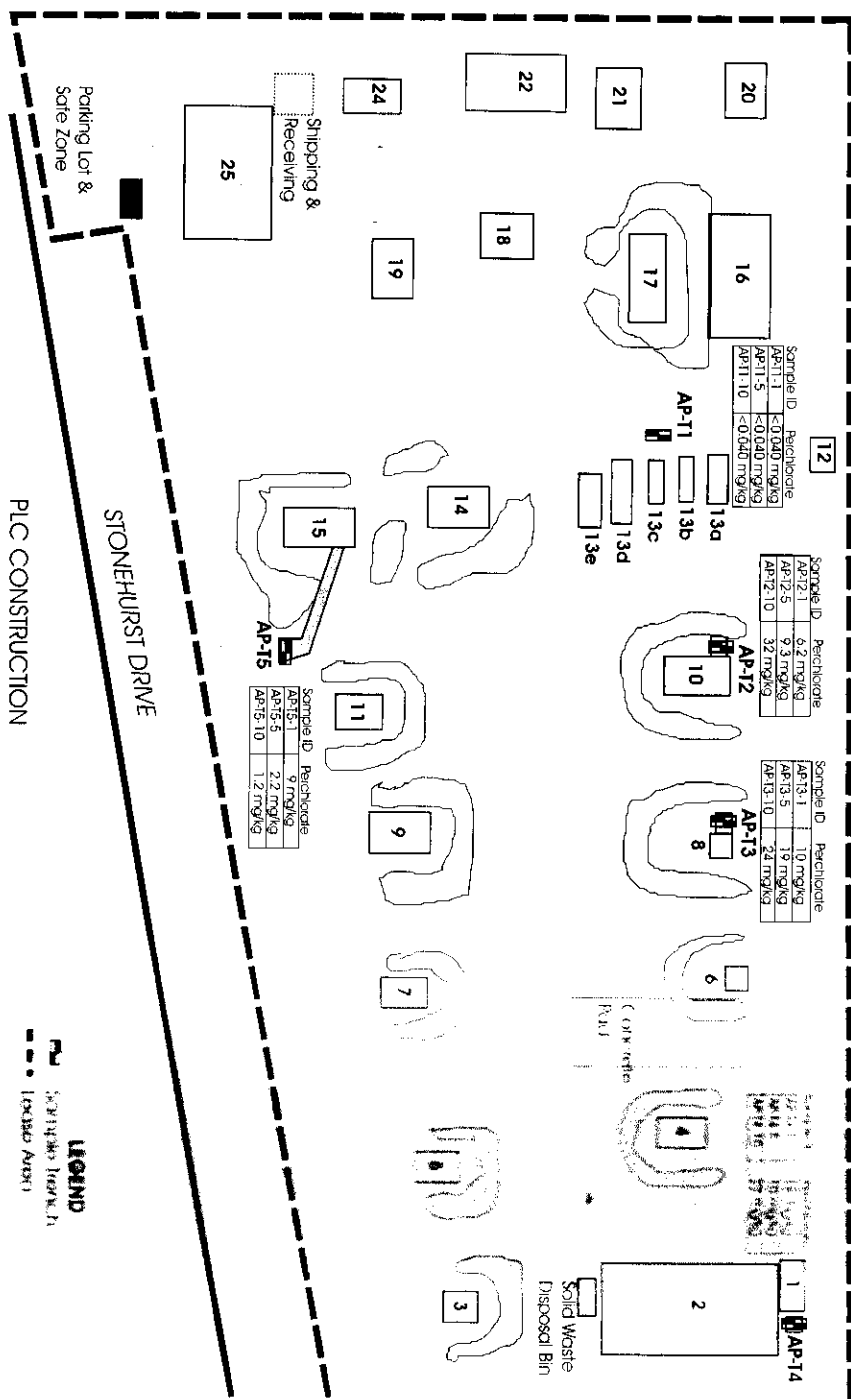 20
21
22
24
Shipping &
Receiving
25
Parking Lot &
Safe Zone
16
17
18
19
12
Sample ID Perchlorate
AP-T1-1 <0.040 mg/kg
AP-T1-5 <0.040 mg/kg
AP-T1-10 <0.040 mg/kg
AP-T1
13a
13b
13c
13d
13e
14
15
AP-T5
Sample ID Perchlorate
AP-T2-1 6.2 mg/kg
AP-T2-5 9.3 mg/kg
AP-T2-10 32 mg/kg
AP-T2
10
11
Sample ID Perchlorate
AP-T5-1 9 mg/kg
AP-T5-5 2.2 mg/kg
AP-T5-10 1.2 mg/kg
Sample ID Perchlorate
AP-T3-1 10 mg/kg
AP-T3-5 19 mg/kg
AP-T3-10 24 mg/kg
AP-T3
8
9
6
7
Concrete
Pad
4
1
AP-T4
2
Solid Waste
Disposal Bin
3
STONEHURST DRIVE
PLC CONSTRUCTION
LEGEND
Sample Trench
Lease Area